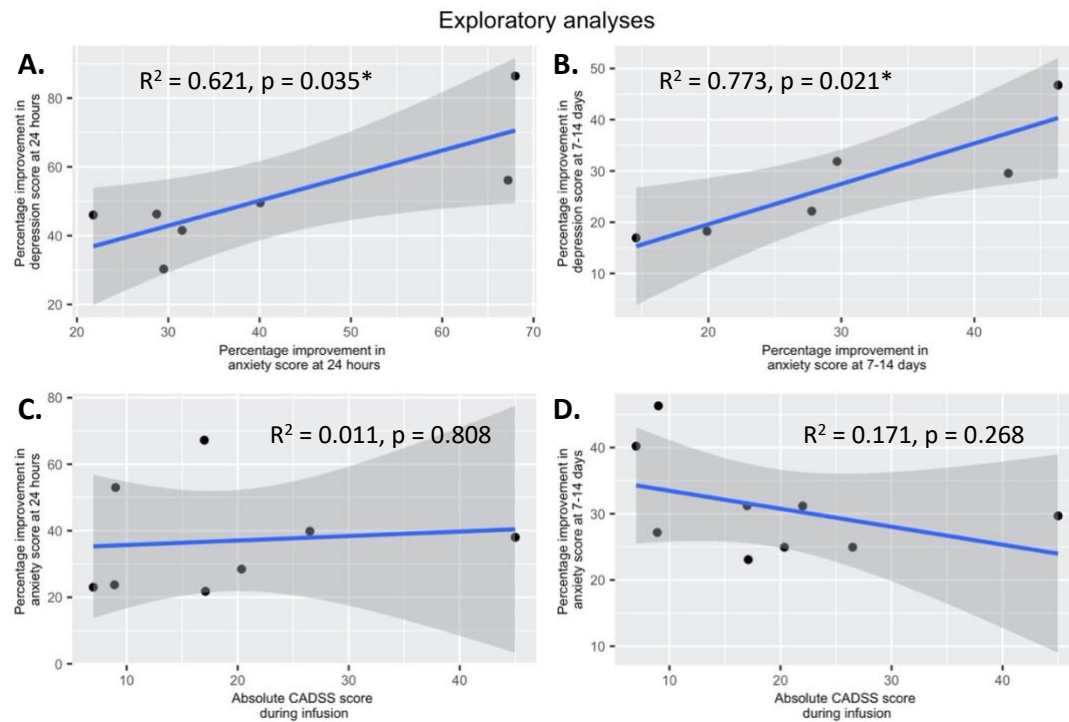 Exploratory analyses
A.
R² = 0.621, p = 0.035*
Percentage improvement in
depression score at 24 hours
80
60
40
20
20 30 40 50 60 70
Percentage improvement in
anxiety score at 24 hours
B.
R² = 0.773, p = 0.021*
Percentage improvement in
depression score at 7-14 days
50
40
30
20
10
20 30 40
Percentage improvement in
anxiety score at 7-14 days
C.
R² = 0.011, p = 0.808
Percentage improvement in
anxiety score at 24 hours
80
60
40
20
0
10 20 30 40
Absolute CADSS score
during infusion
D.
R² = 0.171, p = 0.268
Percentage improvement in
anxiety score at 7-14 days
40
30
20
10
10 20 30 40
Absolute CADSS score
during infusion